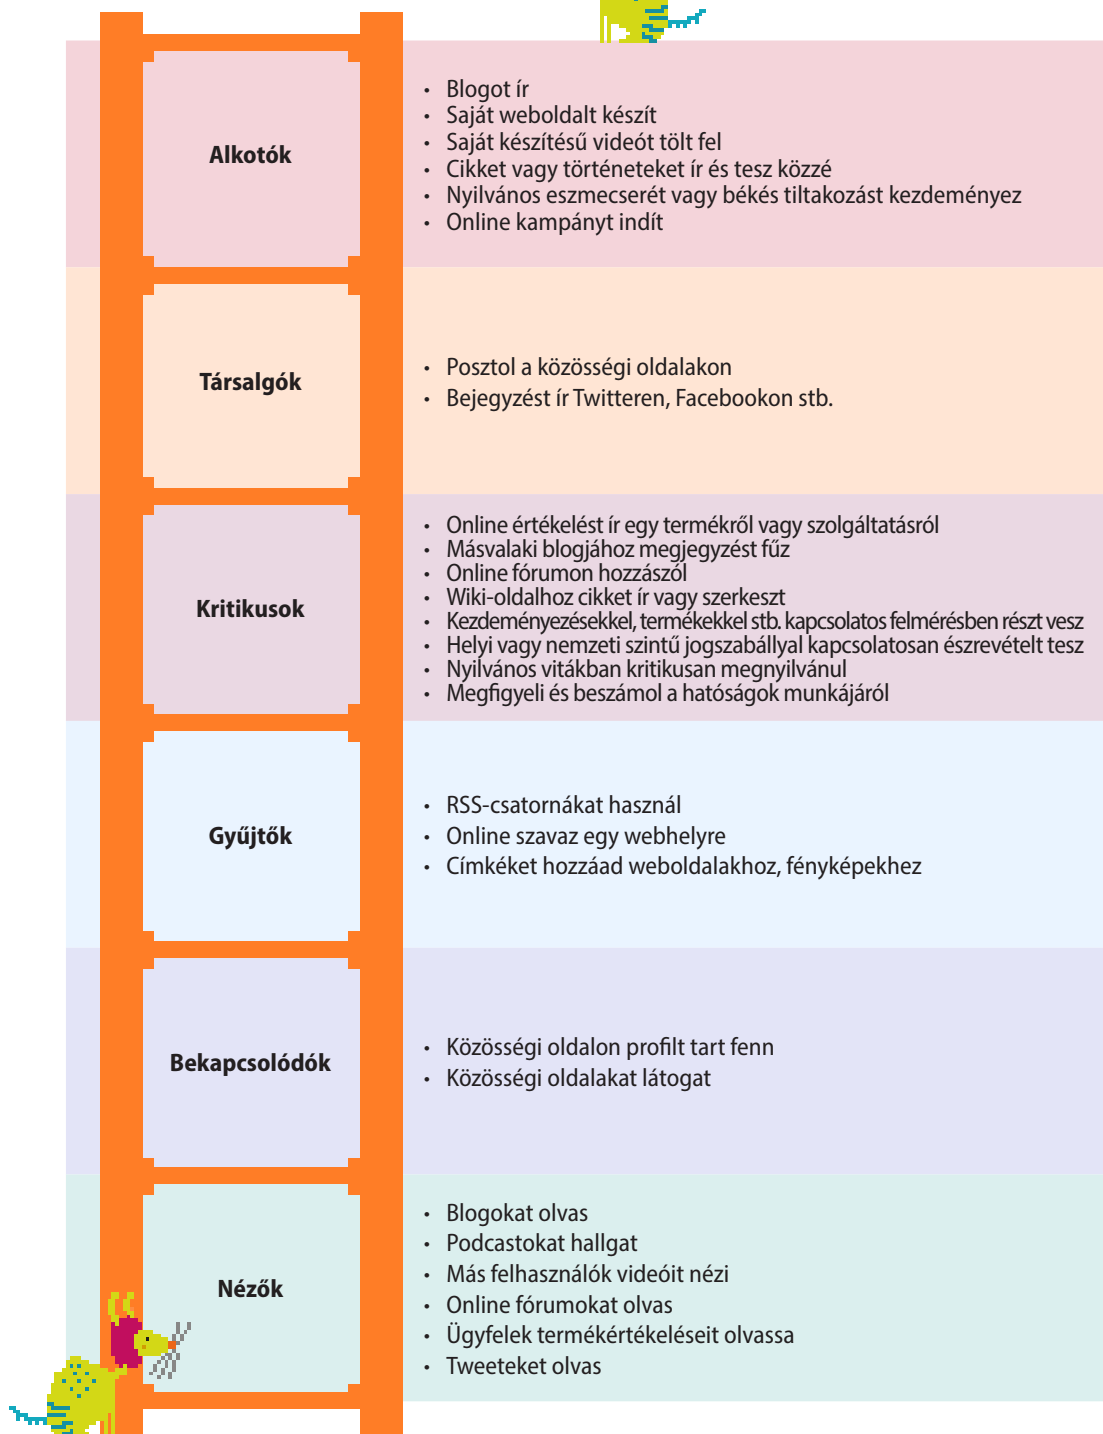 Alkotók
• Blogot ír
• Saját weboldalt készít
• Saját készítésű videót tölt fel
• Cikket vagy történeteket ír és tesz közzé
• Nyilvános eszmecserét vagy békés tiltakozást kezdeményez
• Online kampányt indít
Társalgók
• Posztol a közösségi oldalakon
• Bejegyzést ír Twitteren, Facebookon stb.
Kritikusok
• Online értékelést ír egy termékről vagy szolgáltatásról
• Másvalaki blogjához megjegyzést fűz
• Online fórumon hozzászól
• Wiki-oldalhoz cikket ír vagy szerkeszt
• Kezdeményezésekkel, termékekkel stb. kapcsolatos felmérésben részt vesz
• Helyi vagy nemzeti szintű jogszabállyal kapcsolatosan észrevételt tesz
• Nyilvános vitákban kritikusan megnyilvánul
• Megfigyeli és beszámol a hatóságok munkájáról
Gyűjtők
• RSS-csatornákat használ
• Online szavaz egy webhelyre
• Címkéket hozzáad weboldalakhoz, fényképekhez
Bekapcsolódók
• Közösségi oldalon profilt tart fenn
• Közösségi oldalakat látogat
Nézők
• Blogokat olvas
• Podcastokat hallgat
• Más felhasználók videóit nézi
• Online fórumokat olvas
• Ügyfelek termékértékeléseit olvassa
• Tweeteket olvas